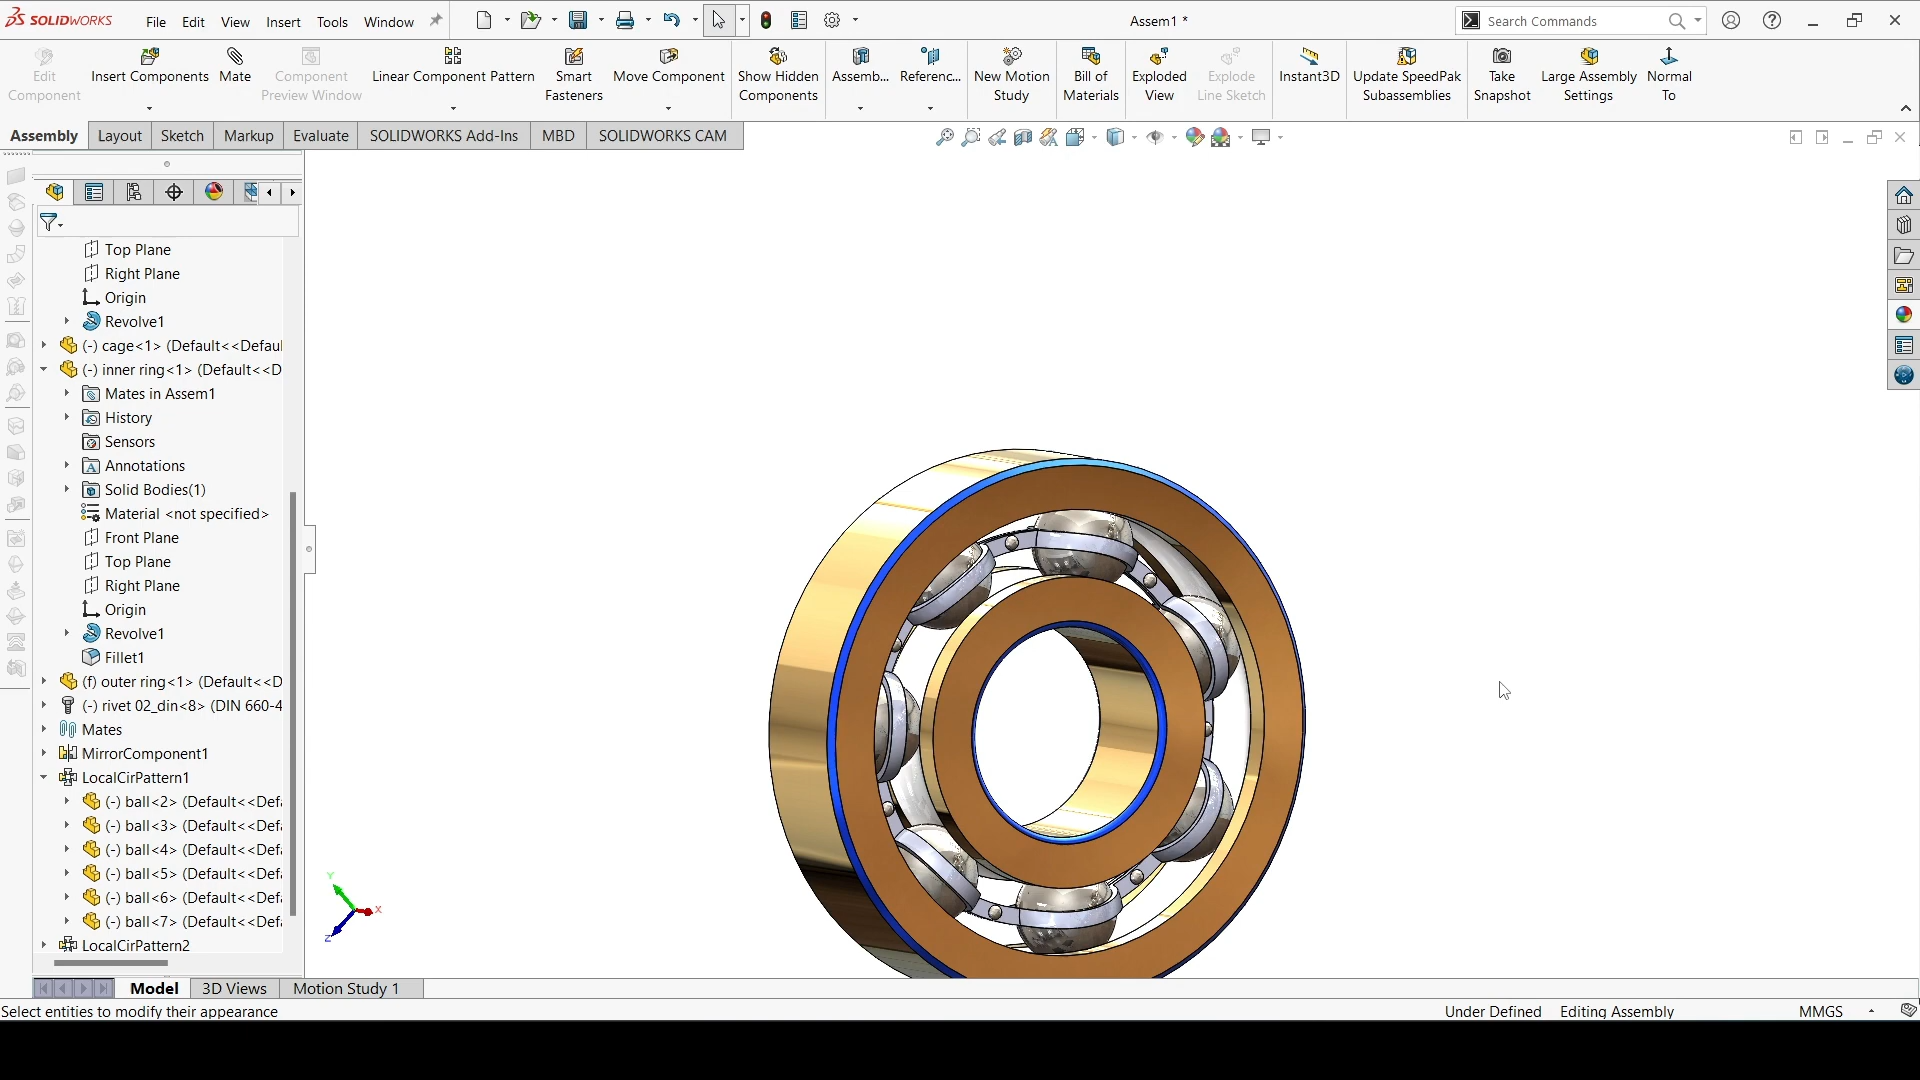 SOLIDWORKS
File Edit View Insert Tools Window
Assem1 *
Search Commands
Edit Component
Insert Components
Mate
Component Preview Window
Linear Component Pattern
Smart Fasteners
Move Component
Show Hidden Components
Assemb...
Referenc...
New Motion Study
Bill of Materials
Exploded View
Explode Line Sketch
Instant3D
Update SpeedPak Subassemblies
Take Snapshot
Large Assembly Settings
Normal To
Assembly Layout Sketch Markup Evaluate SOLIDWORKS Add-Ins MBD SOLIDWORKS CAM
Top Plane
Right Plane
Origin
Revolve1
(-) cage<1> (Default<<Defaul
(-) inner ring<1> (Default<<D
Mates in Assem1
History
Sensors
Annotations
Solid Bodies(1)
Material <not specified>
Front Plane
Top Plane
Right Plane
Origin
Revolve1
Fillet1
(f) outer ring<1> (Default<<D
(-) rivet 02_din<8> (DIN 660-4
Mates
MirrorComponent1
LocalCirPattern1
(-) ball<2> (Default<<Defa
(-) ball<3> (Default<<Defa
(-) ball<4> (Default<<Defa
(-) ball<5> (Default<<Defa
(-) ball<6> (Default<<Defa
(-) ball<7> (Default<<Defa
LocalCirPattern2
Y
X
Z
Model 3D Views Motion Study 1
Select entities to modify their appearance
Under Defined Editing Assembly MMGS